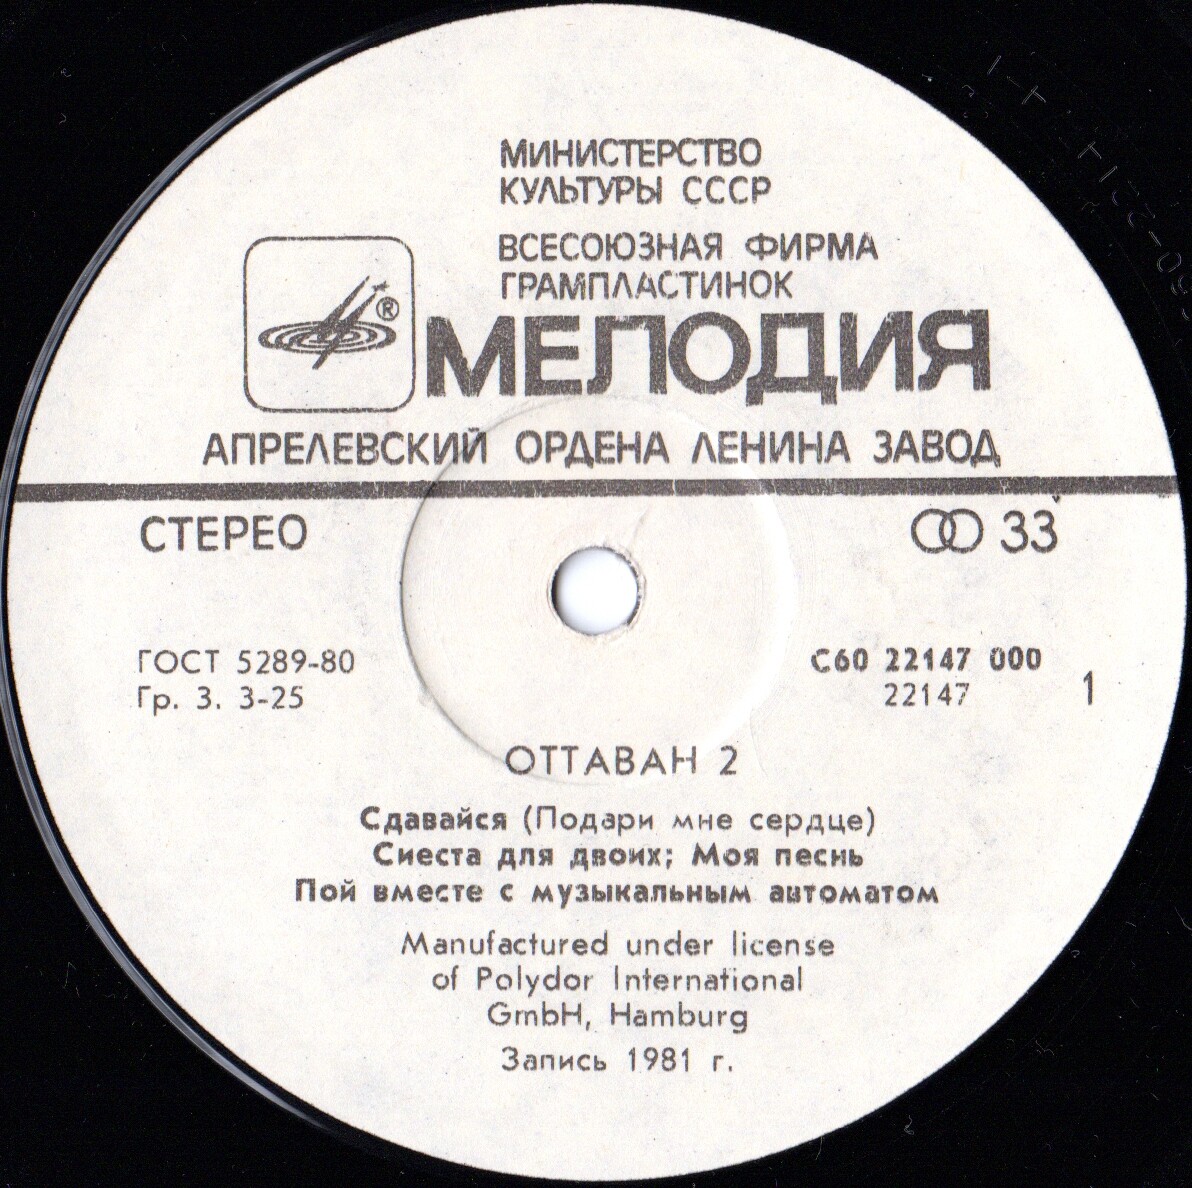 МИНИСТЕРСТВО
КУЛЬТУРЫ СССР
ВСЕСОЮЗНАЯ ФИРМА
ГРАМПЛАСТИНОК
®
МЕЛОДИЯ
АПРЕЛЕВСКИЙ ОРДЕНА ЛЕНИНА ЗАВОД
СТЕРЕО
33
ГОСТ 5289-80
Гр. 3. 3-25
С60 22147 000
22147
1
ОТТАВАН 2
Сдавайся (Подари мне сердце)
Сиеста для двоих; Моя песнь
Пой вместе с музыкальным автоматом
Manufactured under license
of Polydor International
GmbH, Hamburg
Запись 1981 г.